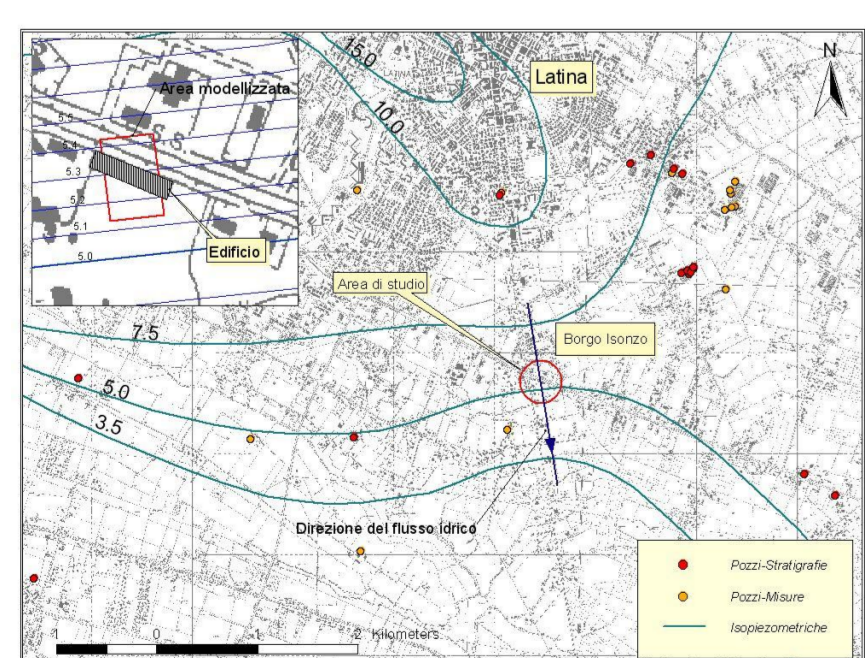 Area modellizzata
S.S.
5.5
5.4
5.3
5.2
5.1
5.0
Edificio
15.0
10.0
Latina
N
Area di studio
7.5
Borgo Isonzo
5.0
3.5
Direzione del flusso idrico
Pozzi-Stratigrafie
Pozzi-Misure
Isopiezometriche
1 0 1 2 Kilometers